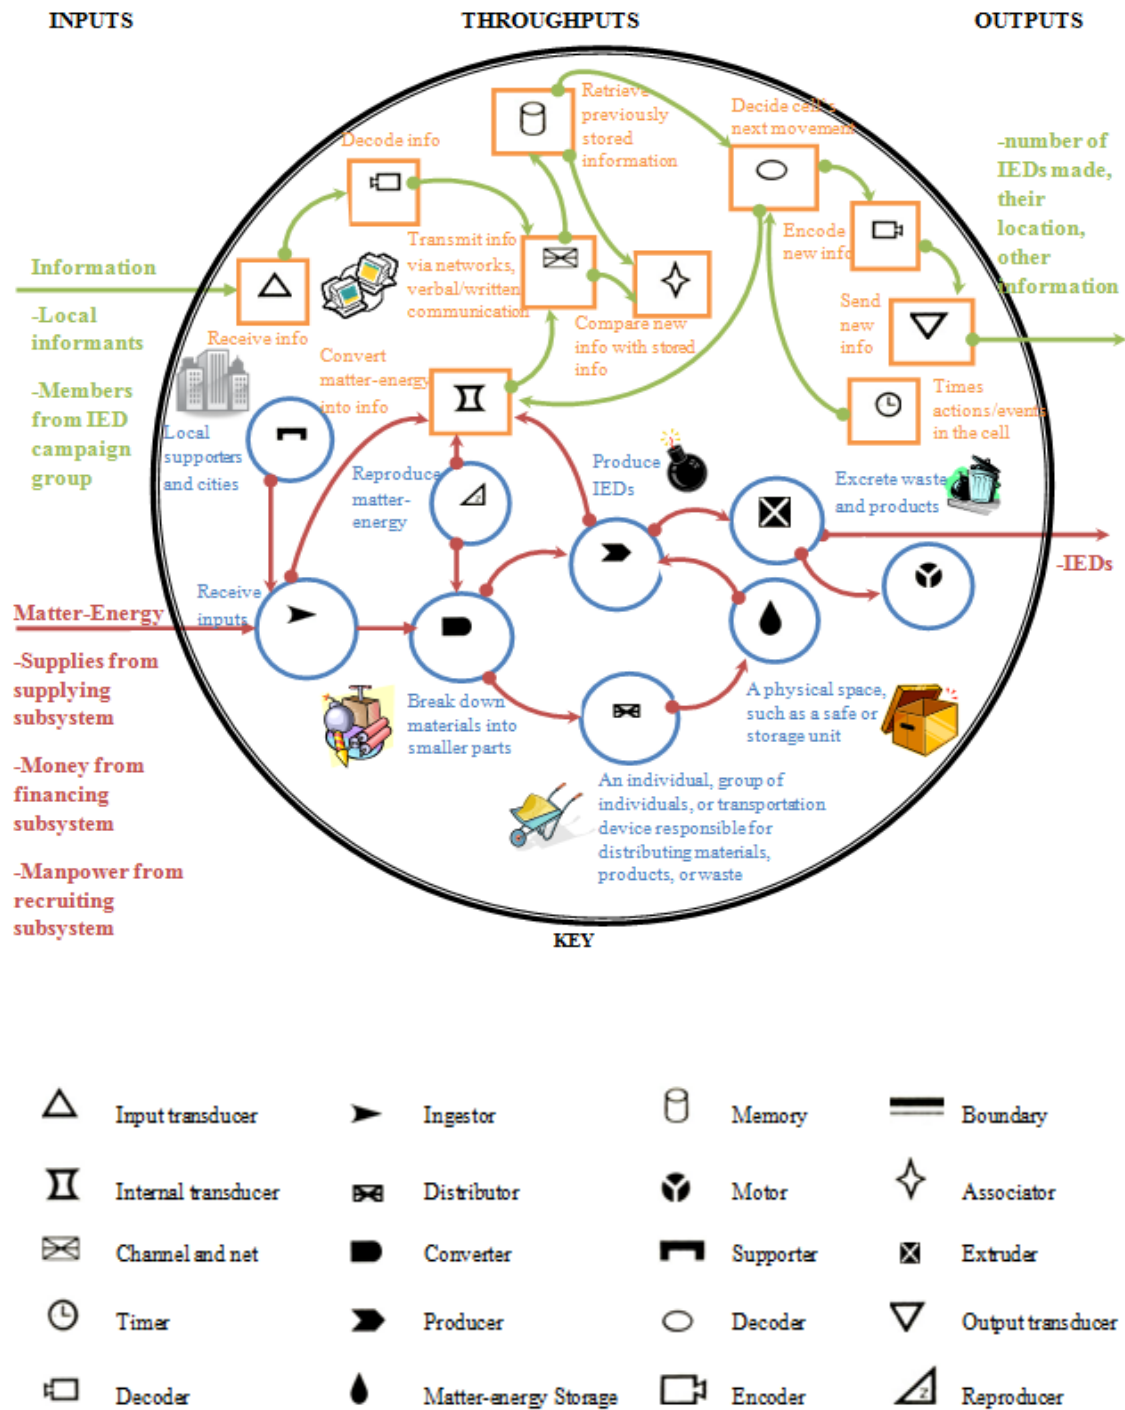 INPUTS
THROUGHPUTS
OUTPUTS
Retrieve
previously
stored
information
Decide cell's
next movement
Decode info
-number of
IEDs made,
their
location,
other
information
Information
-Local
informants
-Members
from IED
campaign
group
Receive info
Transmit info
via networks,
verbal/written
communication
Compare new
info with stored
info
Encode
new info
Send
new
info
Convert
matter-energy
into info
Times
actions/events
in the cell
Local
supporters
and cities
Reproduce
matter-
energy
Produce
IEDs
Excrete waste
and products
-IEDs
Receive
inputs
Matter-Energy
-Supplies from
supplying
subsystem
-Money from
financing
subsystem
-Manpower from
recruiting
subsystem
Break down
materials into
smaller parts
A physical space,
such as a safe or
storage unit
An individual, group of
individuals, or transportation
device responsible for
distributing materials,
products, or waste
KEY
Input transducer
Ingestor
Memory
Boundary
Internal transducer
Distributor
Motor
Associator
Channel and net
Converter
Supporter
Extruder
Timer
Producer
Decoder
Output transducer
Decoder
Matter-energy Storage
Encoder
Reproducer